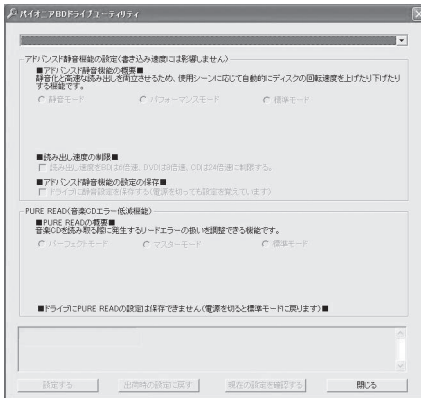 パイオニアBDドライブユーティリティ
アドバンスド静音機能の設定(書き込み速度には影響しません)
■アドバンスド静音機能の概要■
静音化と高速な読み出しを両立させるため、使用シーンに応じて自動的にディスクの回転速度を上げたり下げたり
する機能です。
静音モード パフォーマンスモード 標準モード
■読み出し速度の制限■
読み出し速度をBDは6倍速、DVDは8倍速、CDは24倍速に制限する。
■アドバンスド静音機能の設定の保存■
ドライブに静音設定を保存する(電源を切っても設定を覚えています)
PURE READ(音楽CDエラー低減機能)
■PURE READの概要■
音楽CDを読み取る際に発生するリードエラーの扱いを調整できる機能です。
パーフェクトモード マスターモード 標準モード
■ドライブにPURE READの設定は保存できません(電源を切ると標準モードに戻ります)■
設定する 出荷時の設定に戻す 現在の設定を確認する 閉じる